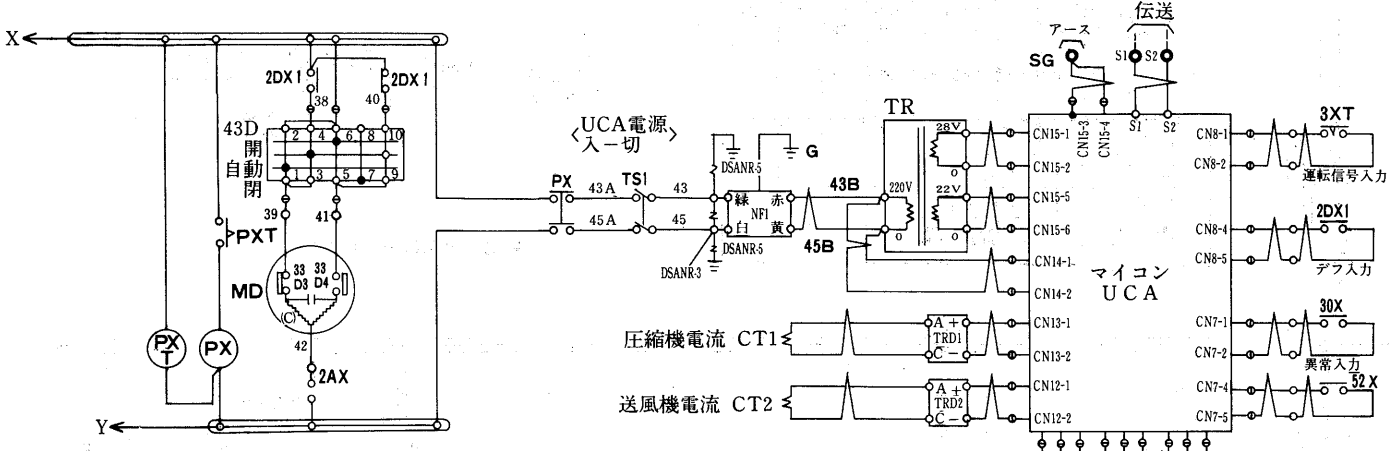 X
Y
2DX1
2DX1
38
40
43D
開
自動
閉
2 4 6 8 10
1 3 5 7 9
39
41
33
D3
33
D4
MD
(C)
42
2AX
PXT
PX
T
PX
〈UCA電源〉
入-切
PX
43A
TS1
43
45A
45
DSANR-5
DSANR-5
DSANR-3
G
緑 赤
NF1
白 黄
43B
45B
TR
28V
0
220V
22V
0
0
圧縮機電流 CT1
A +
TRD1
C -
送風機電流 CT2
A +
TRD2
C -
伝送
アース
SG
S1
S2
CN15-3
CN15-4
S1
S2
CN15-1
CN15-2
CN15-5
CN15-6
CN14-1
CN14-2
CN13-1
CN13-2
CN12-1
CN12-2
マイコン
UCA
CN8-1
CN8-2
CN8-4
CN8-5
CN7-1
CN7-2
CN7-4
CN7-5
3XT
運転信号入力
2DX1
デフ入力
30X
異常入力
52X